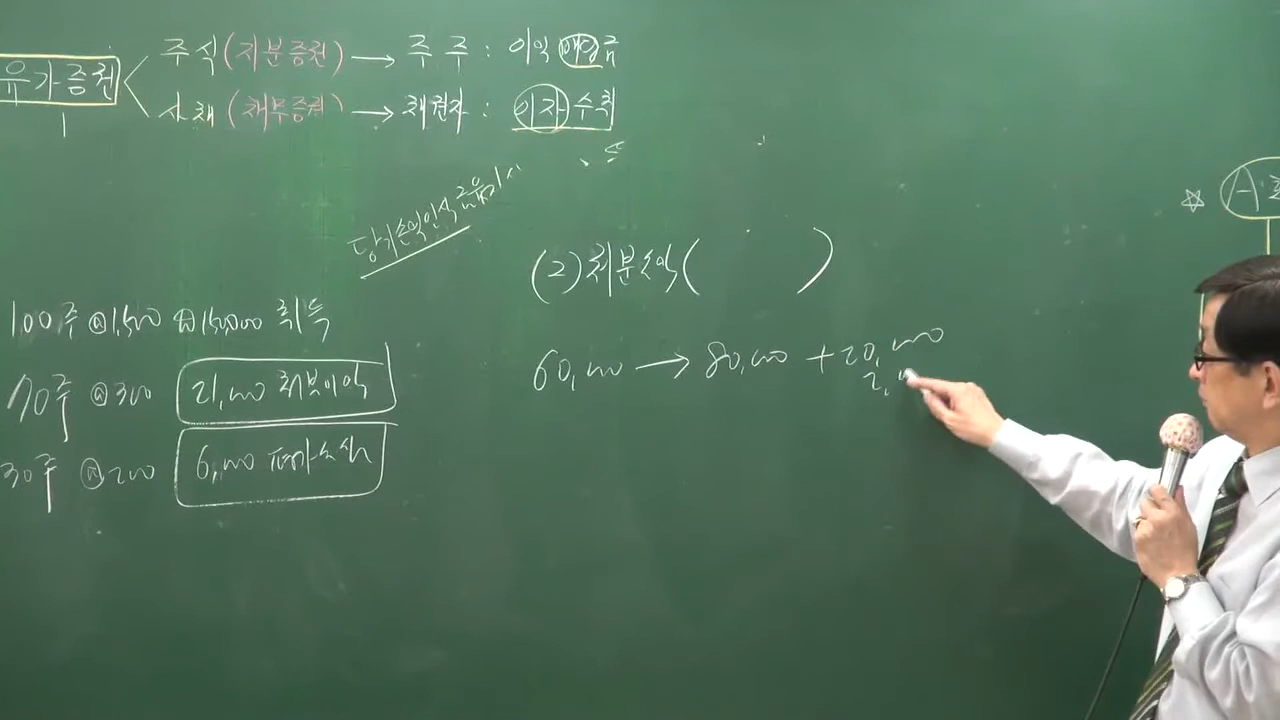 유가증권
주식(지분증권) → 주주 : 이익 배당금
사채 (채무증권) → 채권자 : 이자수취
당기손익인식
(2) 처분손익( )
100주 @1,500 ₩150,000 취득
70주 @300 21,000 처분이익
30주 @200 6,000 평가손실
60,000 → 80,000 + 20,000
2,
A